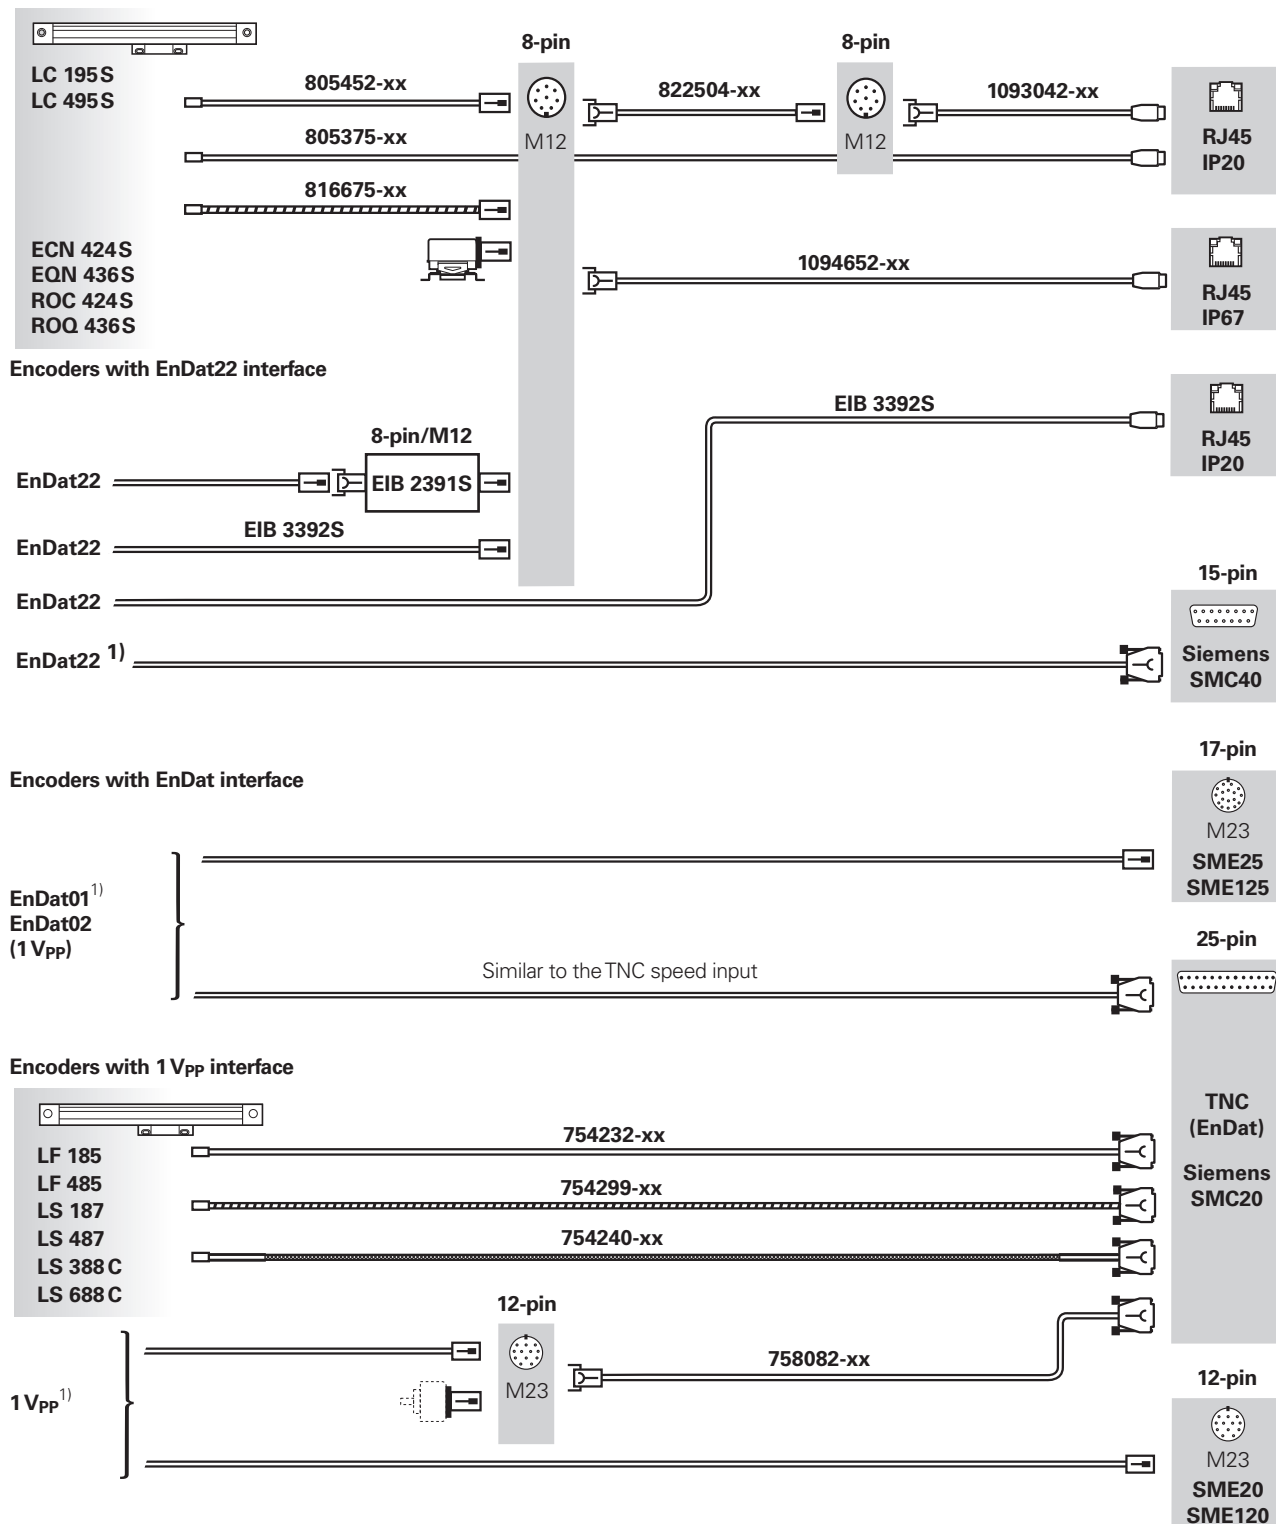 8-pin
8-pin
LC 195 S
LC 495 S
805452-xx
M12
822504-xx
M12
1093042-xx
RJ45
IP20
805375-xx
816675-xx
ECN 424 S
EQN 436 S
ROC 424 S
ROQ 436 S
1094652-xx
RJ45
IP67
Encoders with EnDat22 interface
EIB 3392S
RJ45
IP20
8-pin/M12
EnDat22
EIB 2391S
EIB 3392S
EnDat22
EnDat22
15-pin
EnDat22 1)
Siemens
SMC40
17-pin
Encoders with EnDat interface
M23
SME25
SME125
EnDat01 1)
EnDat02
(1 VPP)
25-pin
Similar to the TNC speed input
Encoders with 1 VPP interface
TNC
(EnDat)
Siemens
SMC20
LF 185
LF 485
LS 187
LS 487
LS 388 C
LS 688 C
754232-xx
754299-xx
754240-xx
12-pin
M23
758082-xx
1 VPP 1)
12-pin
M23
SME20
SME120